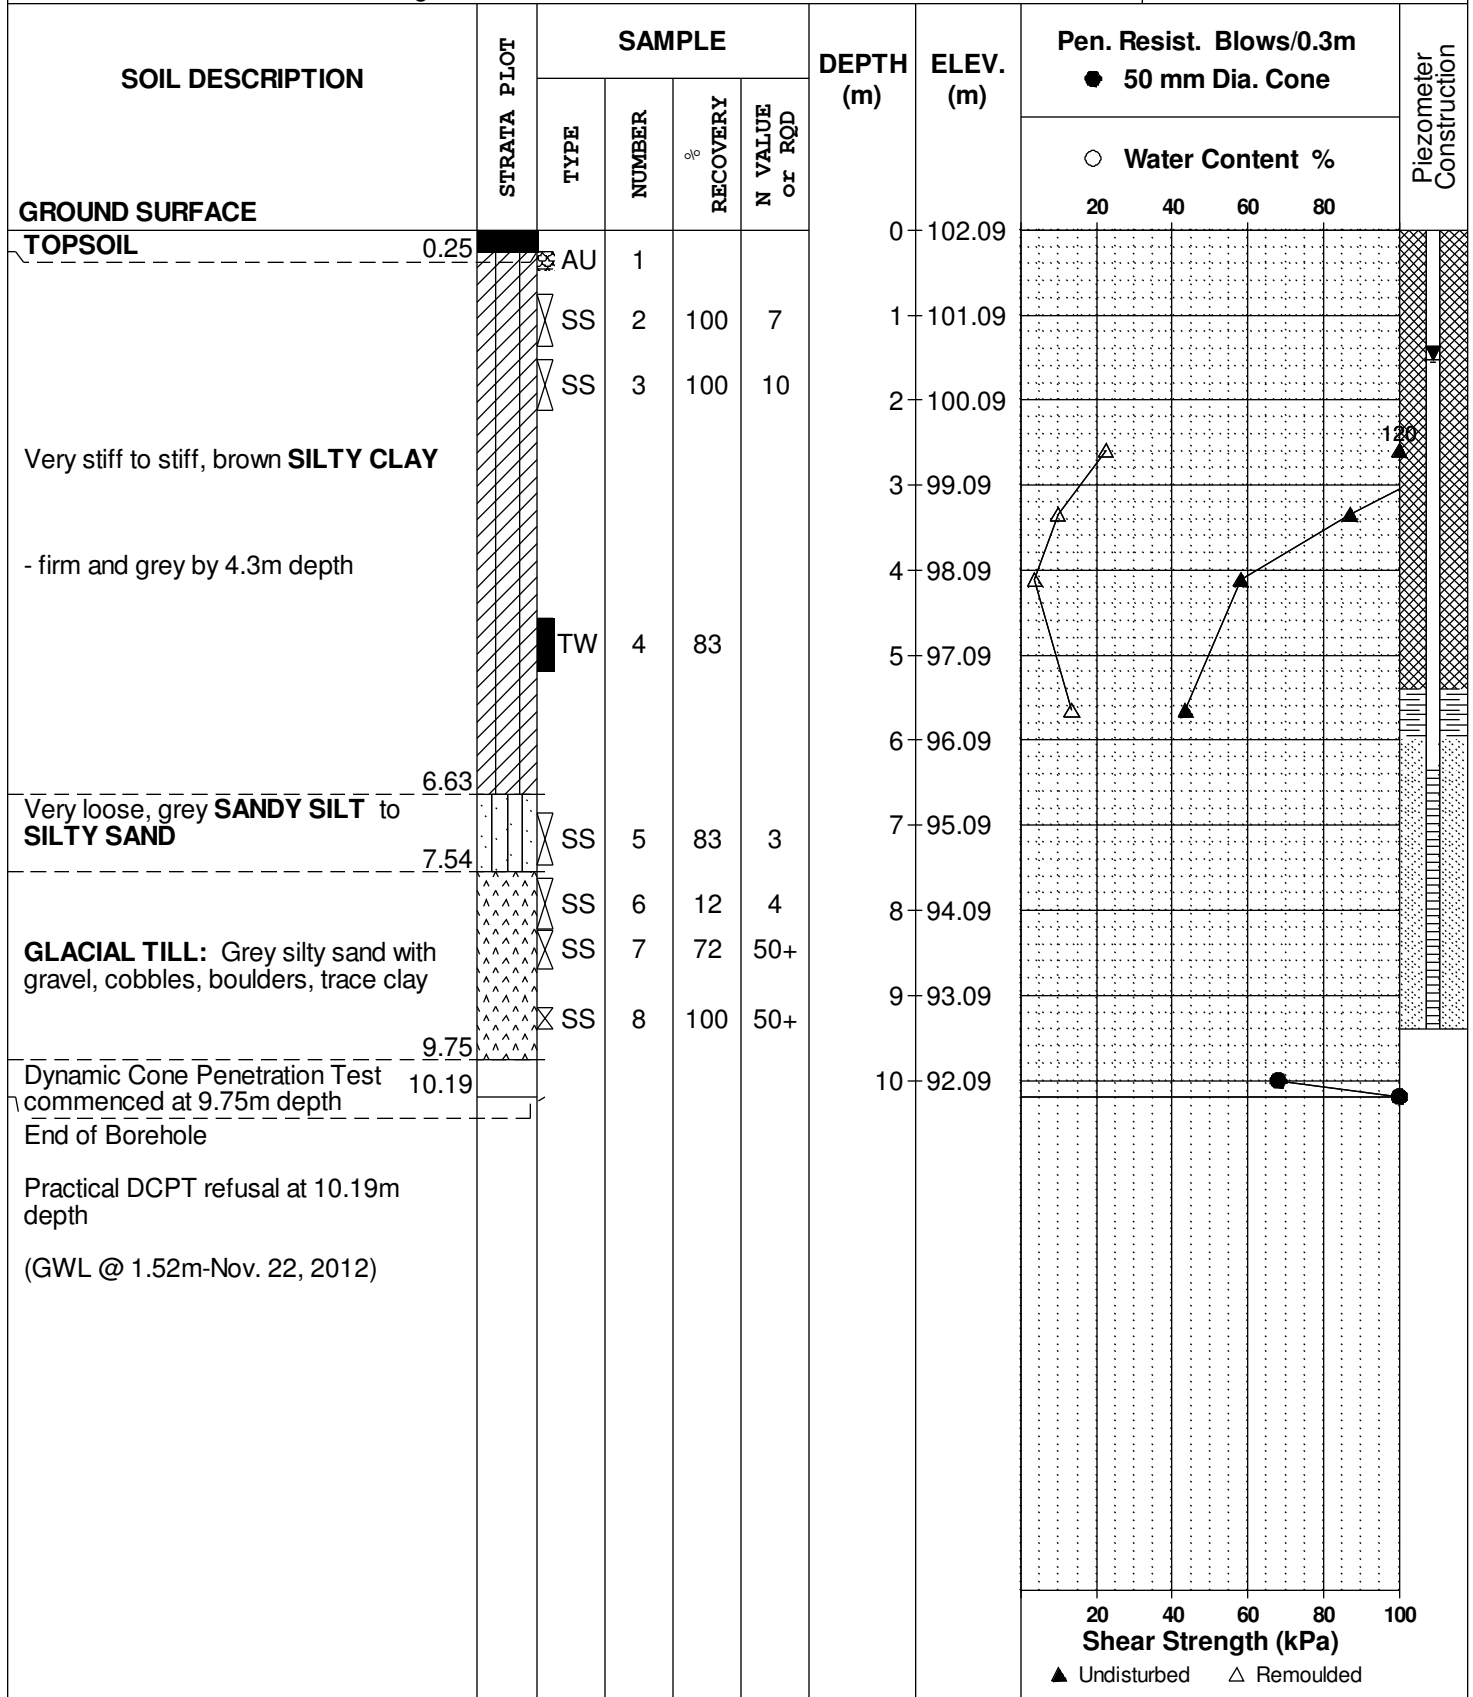 SOIL DESCRIPTION
STRATA PLOT
SAMPLE
TYPE
NUMBER
% RECOVERY
N VALUE or RQD
DEPTH (m)
ELEV. (m)
Pen. Resist. Blows/0.3m
● 50 mm Dia. Cone
○ Water Content %
20 40 60 80
Piezometer Construction
GROUND SURFACE
0 102.09
TOPSOIL 0.25
AU 1
SS 2 100 7
1 101.09
SS 3 100 10
2 100.09
120
Very stiff to stiff, brown SILTY CLAY
3 99.09
- firm and grey by 4.3m depth
4 98.09
TW 4 83
5 97.09
6 96.09
6.63
Very loose, grey SANDY SILT to
SILTY SAND
7.54
SS 5 83 3
7 95.09
SS 6 12 4
8 94.09
GLACIAL TILL: Grey silty sand with
gravel, cobbles, boulders, trace clay
SS 7 72 50+
9 93.09
SS 8 100 50+
9.75
Dynamic Cone Penetration Test
commenced at 9.75m depth
10.19
10 92.09
End of Borehole
Practical DCPT refusal at 10.19m
depth
(GWL @ 1.52m-Nov. 22, 2012)
20 40 60 80 100
Shear Strength (kPa)
▲ Undisturbed △ Remoulded